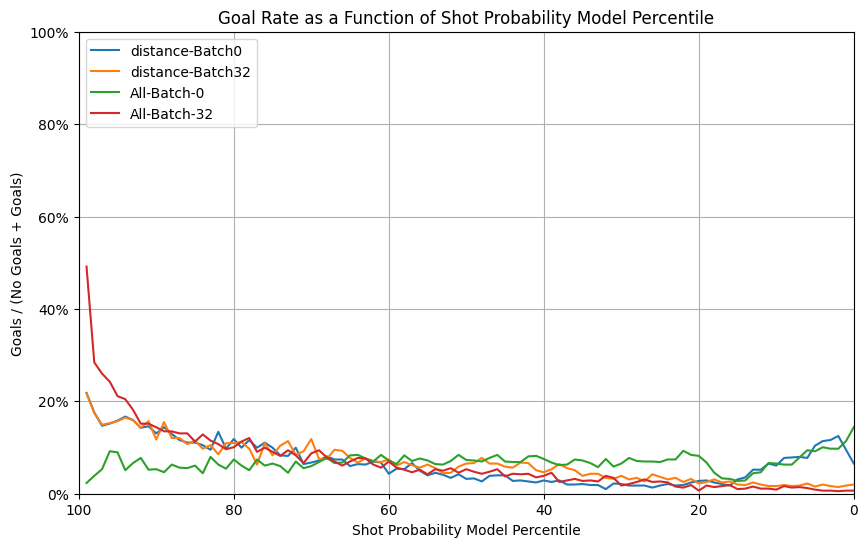 Goal Rate as a Function of Shot Probability Model Percentile
distance-Batch0
distance-Batch32
All-Batch-0
All-Batch-32
Goals / (No Goals + Goals)
100%
80%
60%
40%
20%
0%
100
80
60
40
20
0
Shot Probability Model Percentile